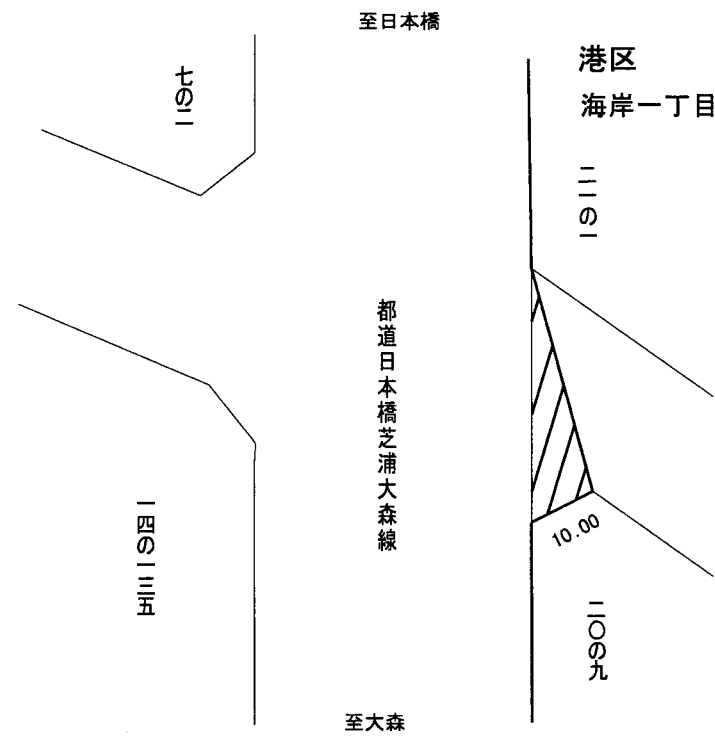 至日本橋
港区
海岸一丁目
二一の一
七の二
都道日本橋芝浦大森線
10.00
一四の一三五
二〇の九
至大森